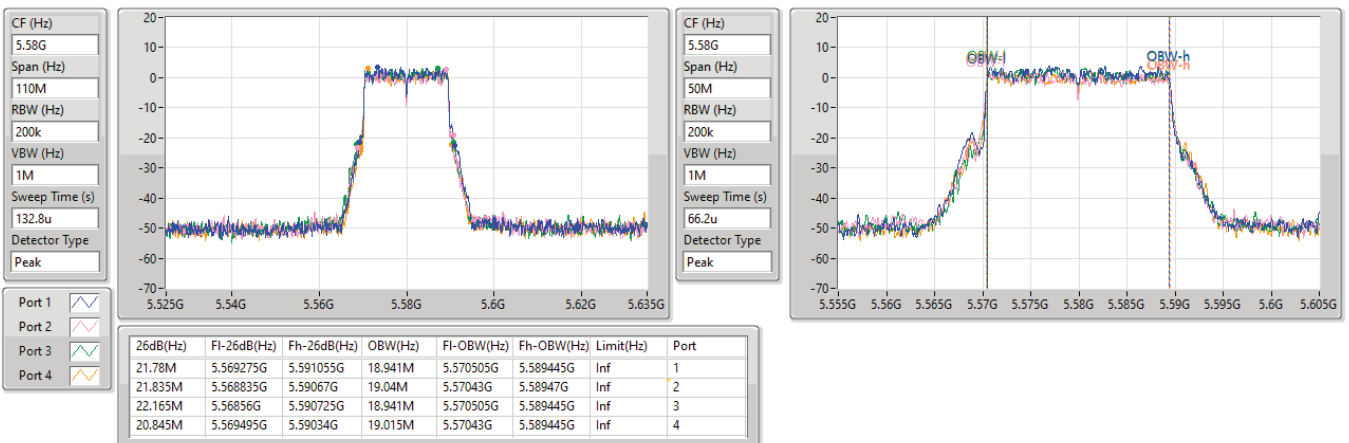 CF (Hz)
5.58G
Span (Hz)
110M
RBW (Hz)
200k
VBW (Hz)
1M
Sweep Time (s)
132.8u
Detector Type
Peak
20
10
0
-10
-20
-30
-40
-50
-60
-70
5.525G 5.54G 5.56G 5.58G 5.6G 5.62G 5.635G
CF (Hz)
5.58G
Span (Hz)
50M
RBW (Hz)
200k
VBW (Hz)
1M
Sweep Time (s)
66.2u
Detector Type
Peak
20
10
0
-10
-20
-30
-40
-50
-60
-70
OBW-l OBW-h
OBW-h
5.555G 5.56G 5.565G 5.57G 5.575G 5.58G 5.585G 5.59G 5.595G 5.6G 5.605G
Port 1
Port 2
Port 3
Port 4
26dB(Hz) Fl-26dB(Hz) Fh-26dB(Hz) OBW(Hz) Fl-OBW(Hz) Fh-OBW(Hz) Limit(Hz) Port
21.78M 5.569275G 5.591055G 18.941M 5.570505G 5.589445G Inf 1
21.835M 5.568835G 5.59067G 19.04M 5.57043G 5.58947G Inf 2
22.165M 5.56856G 5.590725G 18.941M 5.570505G 5.589445G Inf 3
20.845M 5.569495G 5.59034G 19.015M 5.57043G 5.589445G Inf 4